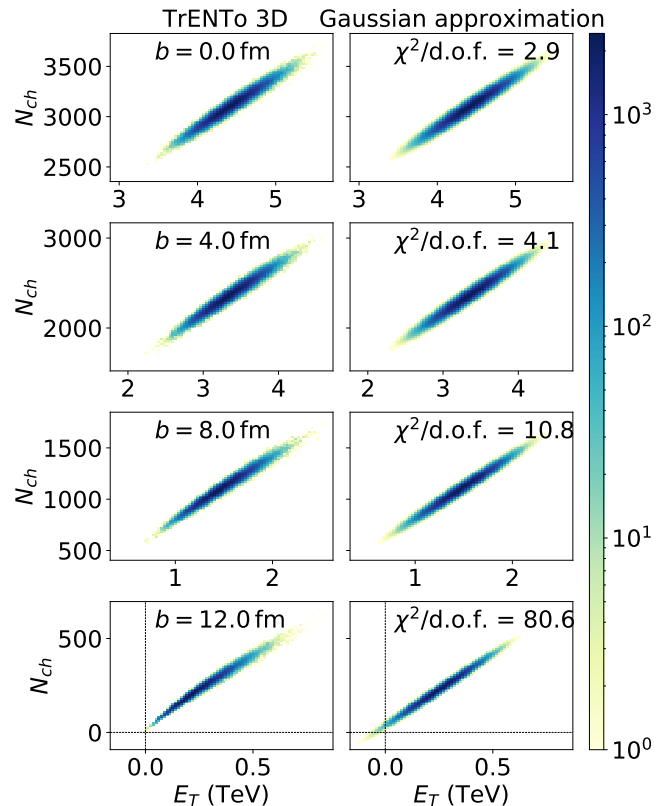 TrENTo 3D Gaussian approximation
b = 0.0 fm χ²/d.o.f. = 2.9
N_ch
3500
3000
2500
3 4 5 3 4 5
b = 4.0 fm χ²/d.o.f. = 4.1
N_ch
3000
2000
2 3 4 2 3 4
b = 8.0 fm χ²/d.o.f. = 10.8
N_ch
1500
1000
500
1 2 1 2
b = 12.0 fm χ²/d.o.f. = 80.6
N_ch
500
0
0.0 0.5 0.0 0.5
E_T (TeV) E_T (TeV)
10³
10²
10¹
10⁰